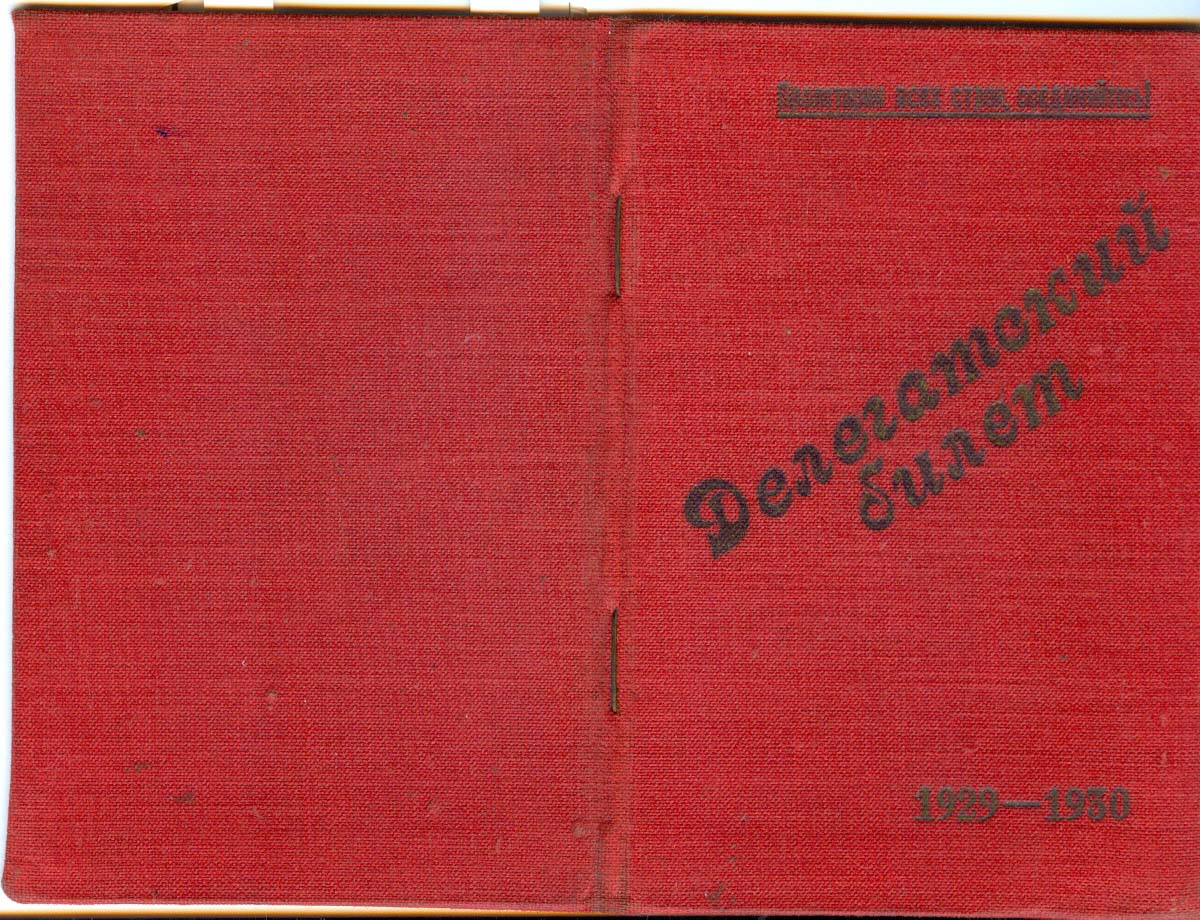 Пролетарии всех стран, соединяйтесь!
Делегатский
билет
1929—1930